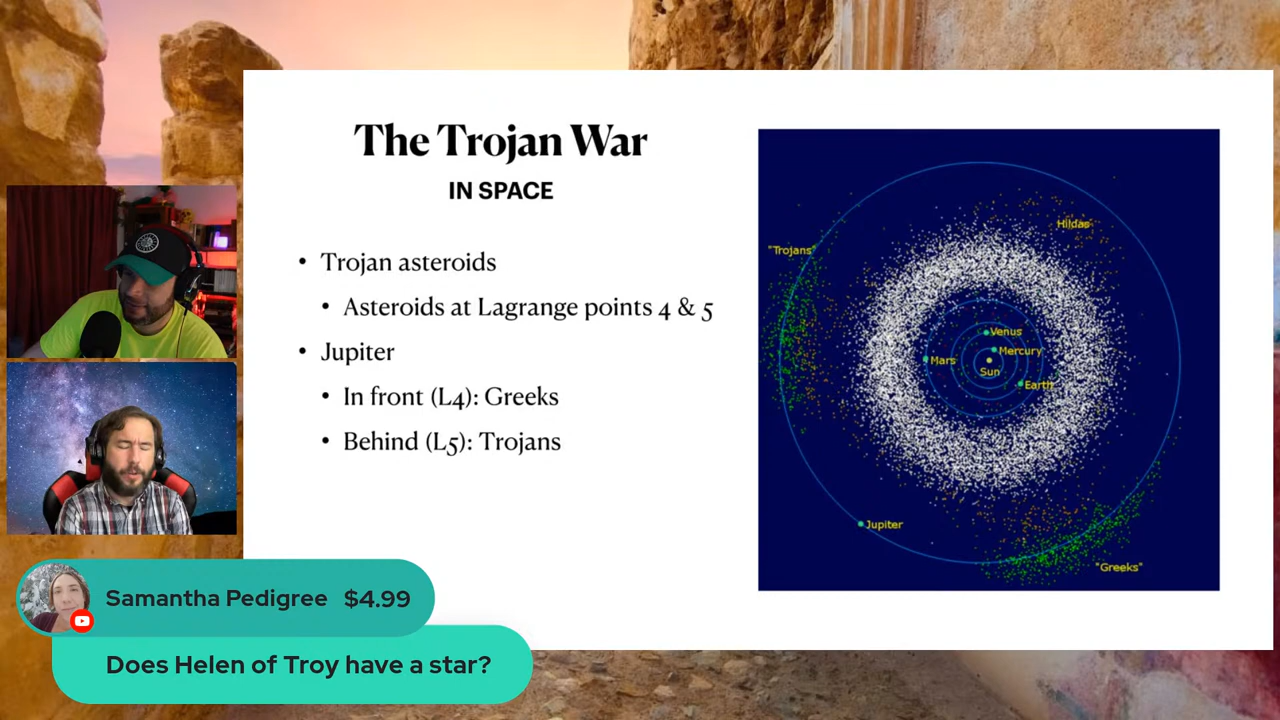 The Trojan War
IN SPACE
• Trojan asteroids
• Asteroids at Lagrange points 4 & 5
• Jupiter
• In front (L4): Greeks
• Behind (L5): Trojans
Hildas
"Trojans"
Venus
Mercury
Mars
Sun
Earth
Jupiter
"Greeks"
Samantha Pedigree $4.99
Does Helen of Troy have a star?